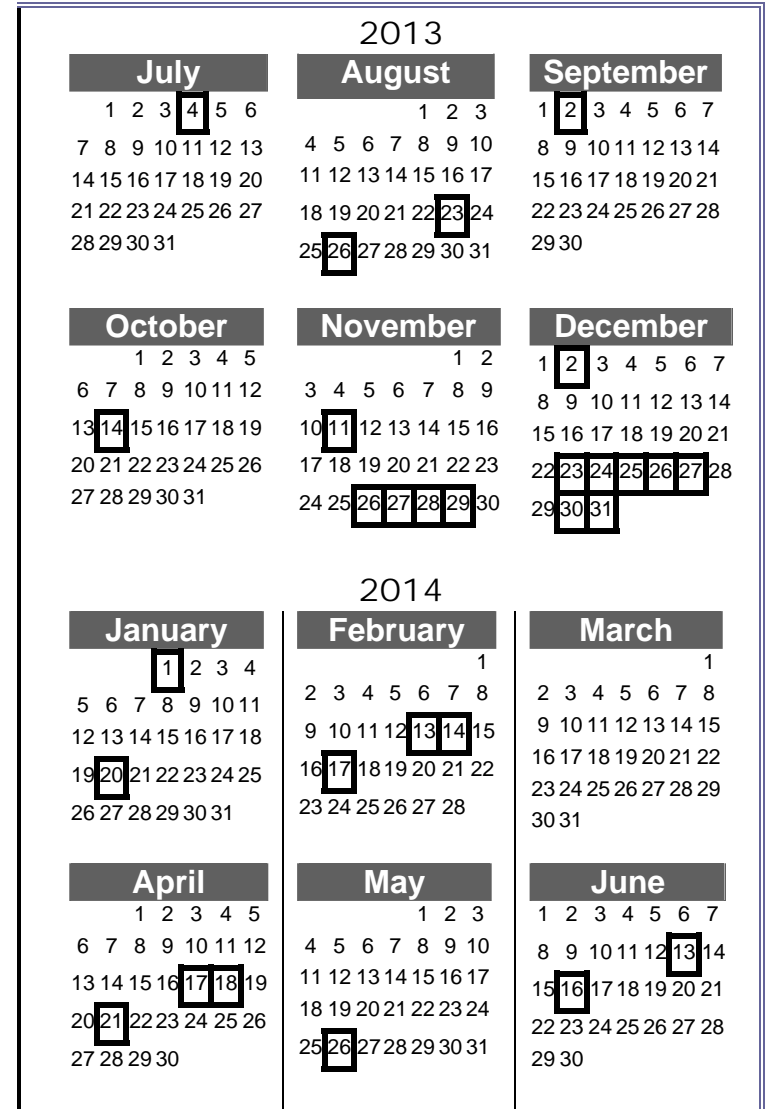 2013
July
1 2 3 4 5 6
7 8 9 10 11 12 13
14 15 16 17 18 19 20
21 22 23 24 25 26 27
28 29 30 31
August
1 2 3
4 5 6 7 8 9 10
11 12 13 14 15 16 17
18 19 20 21 22 23 24
25 26 27 28 29 30 31
September
1 2 3 4 5 6 7
8 9 10 11 12 13 14
15 16 17 18 19 20 21
22 23 24 25 26 27 28
29 30
October
1 2 3 4 5
6 7 8 9 10 11 12
13 14 15 16 17 18 19
20 21 22 23 24 25 26
27 28 29 30 31
November
1 2
3 4 5 6 7 8 9
10 11 12 13 14 15 16
17 18 19 20 21 22 23
24 25 26 27 28 29 30
December
1 2 3 4 5 6 7
8 9 10 11 12 13 14
15 16 17 18 19 20 21
22 23 24 25 26 27 28
29 30 31
2014
January
1 2 3 4
5 6 7 8 9 10 11
12 13 14 15 16 17 18
19 20 21 22 23 24 25
26 27 28 29 30 31
February
1
2 3 4 5 6 7 8
9 10 11 12 13 14 15
16 17 18 19 20 21 22
23 24 25 26 27 28
March
1
2 3 4 5 6 7 8
9 10 11 12 13 14 15
16 17 18 19 20 21 22
23 24 25 26 27 28 29
30 31
April
1 2 3 4 5
6 7 8 9 10 11 12
13 14 15 16 17 18 19
20 21 22 23 24 25 26
27 28 29 30
May
1 2 3
4 5 6 7 8 9 10
11 12 13 14 15 16 17
18 19 20 21 22 23 24
25 26 27 28 29 30 31
June
1 2 3 4 5 6 7
8 9 10 11 12 13 14
15 16 17 18 19 20 21
22 23 24 25 26 27 28
29 30